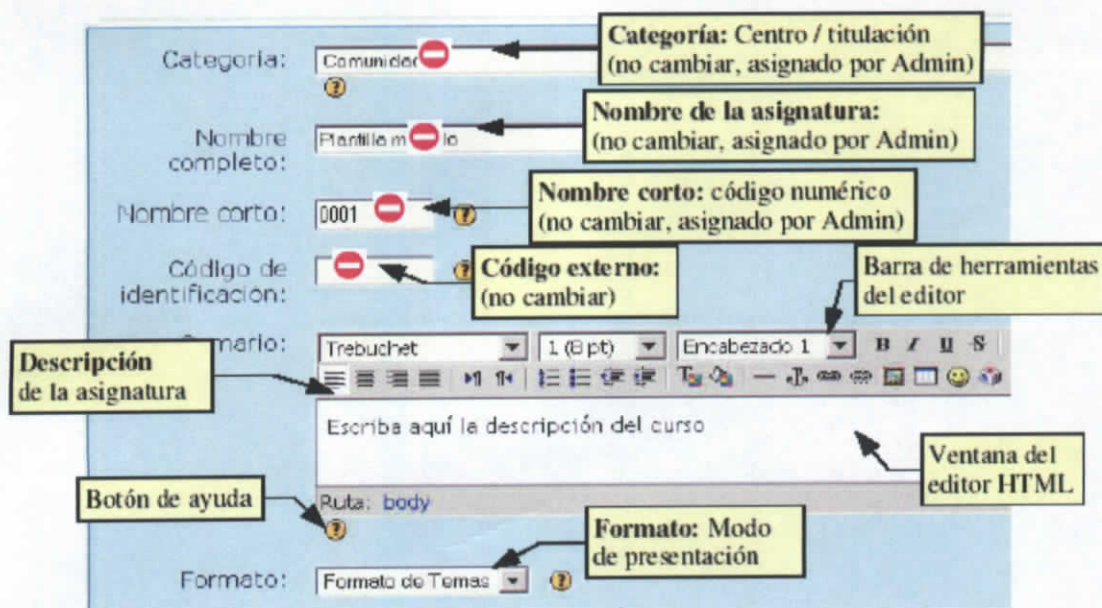 Categoría:
Categoría: Centro / titulación
(no cambiar, asignado por Admin)
Nombre
completo:
Plantilla
Nombre de la asignatura:
(no cambiar, asignado por Admin)
Nombre corto:
0001
Nombre corto: código numérico
(no cambiar, asignado por Admin)
Código de
identificación:
Código externo:
(no cambiar)
Barra de herramientas
del editor
Descripción
de la asignatura
Trebuchet
1 (8 pt)
Encabezado 1
B I U S
Escriba aquí la descripción del curso
Ventana del
editor HTML
Botón de ayuda
Ruta: body
Formato: Modo
de presentación
Formato:
Formato de Temas